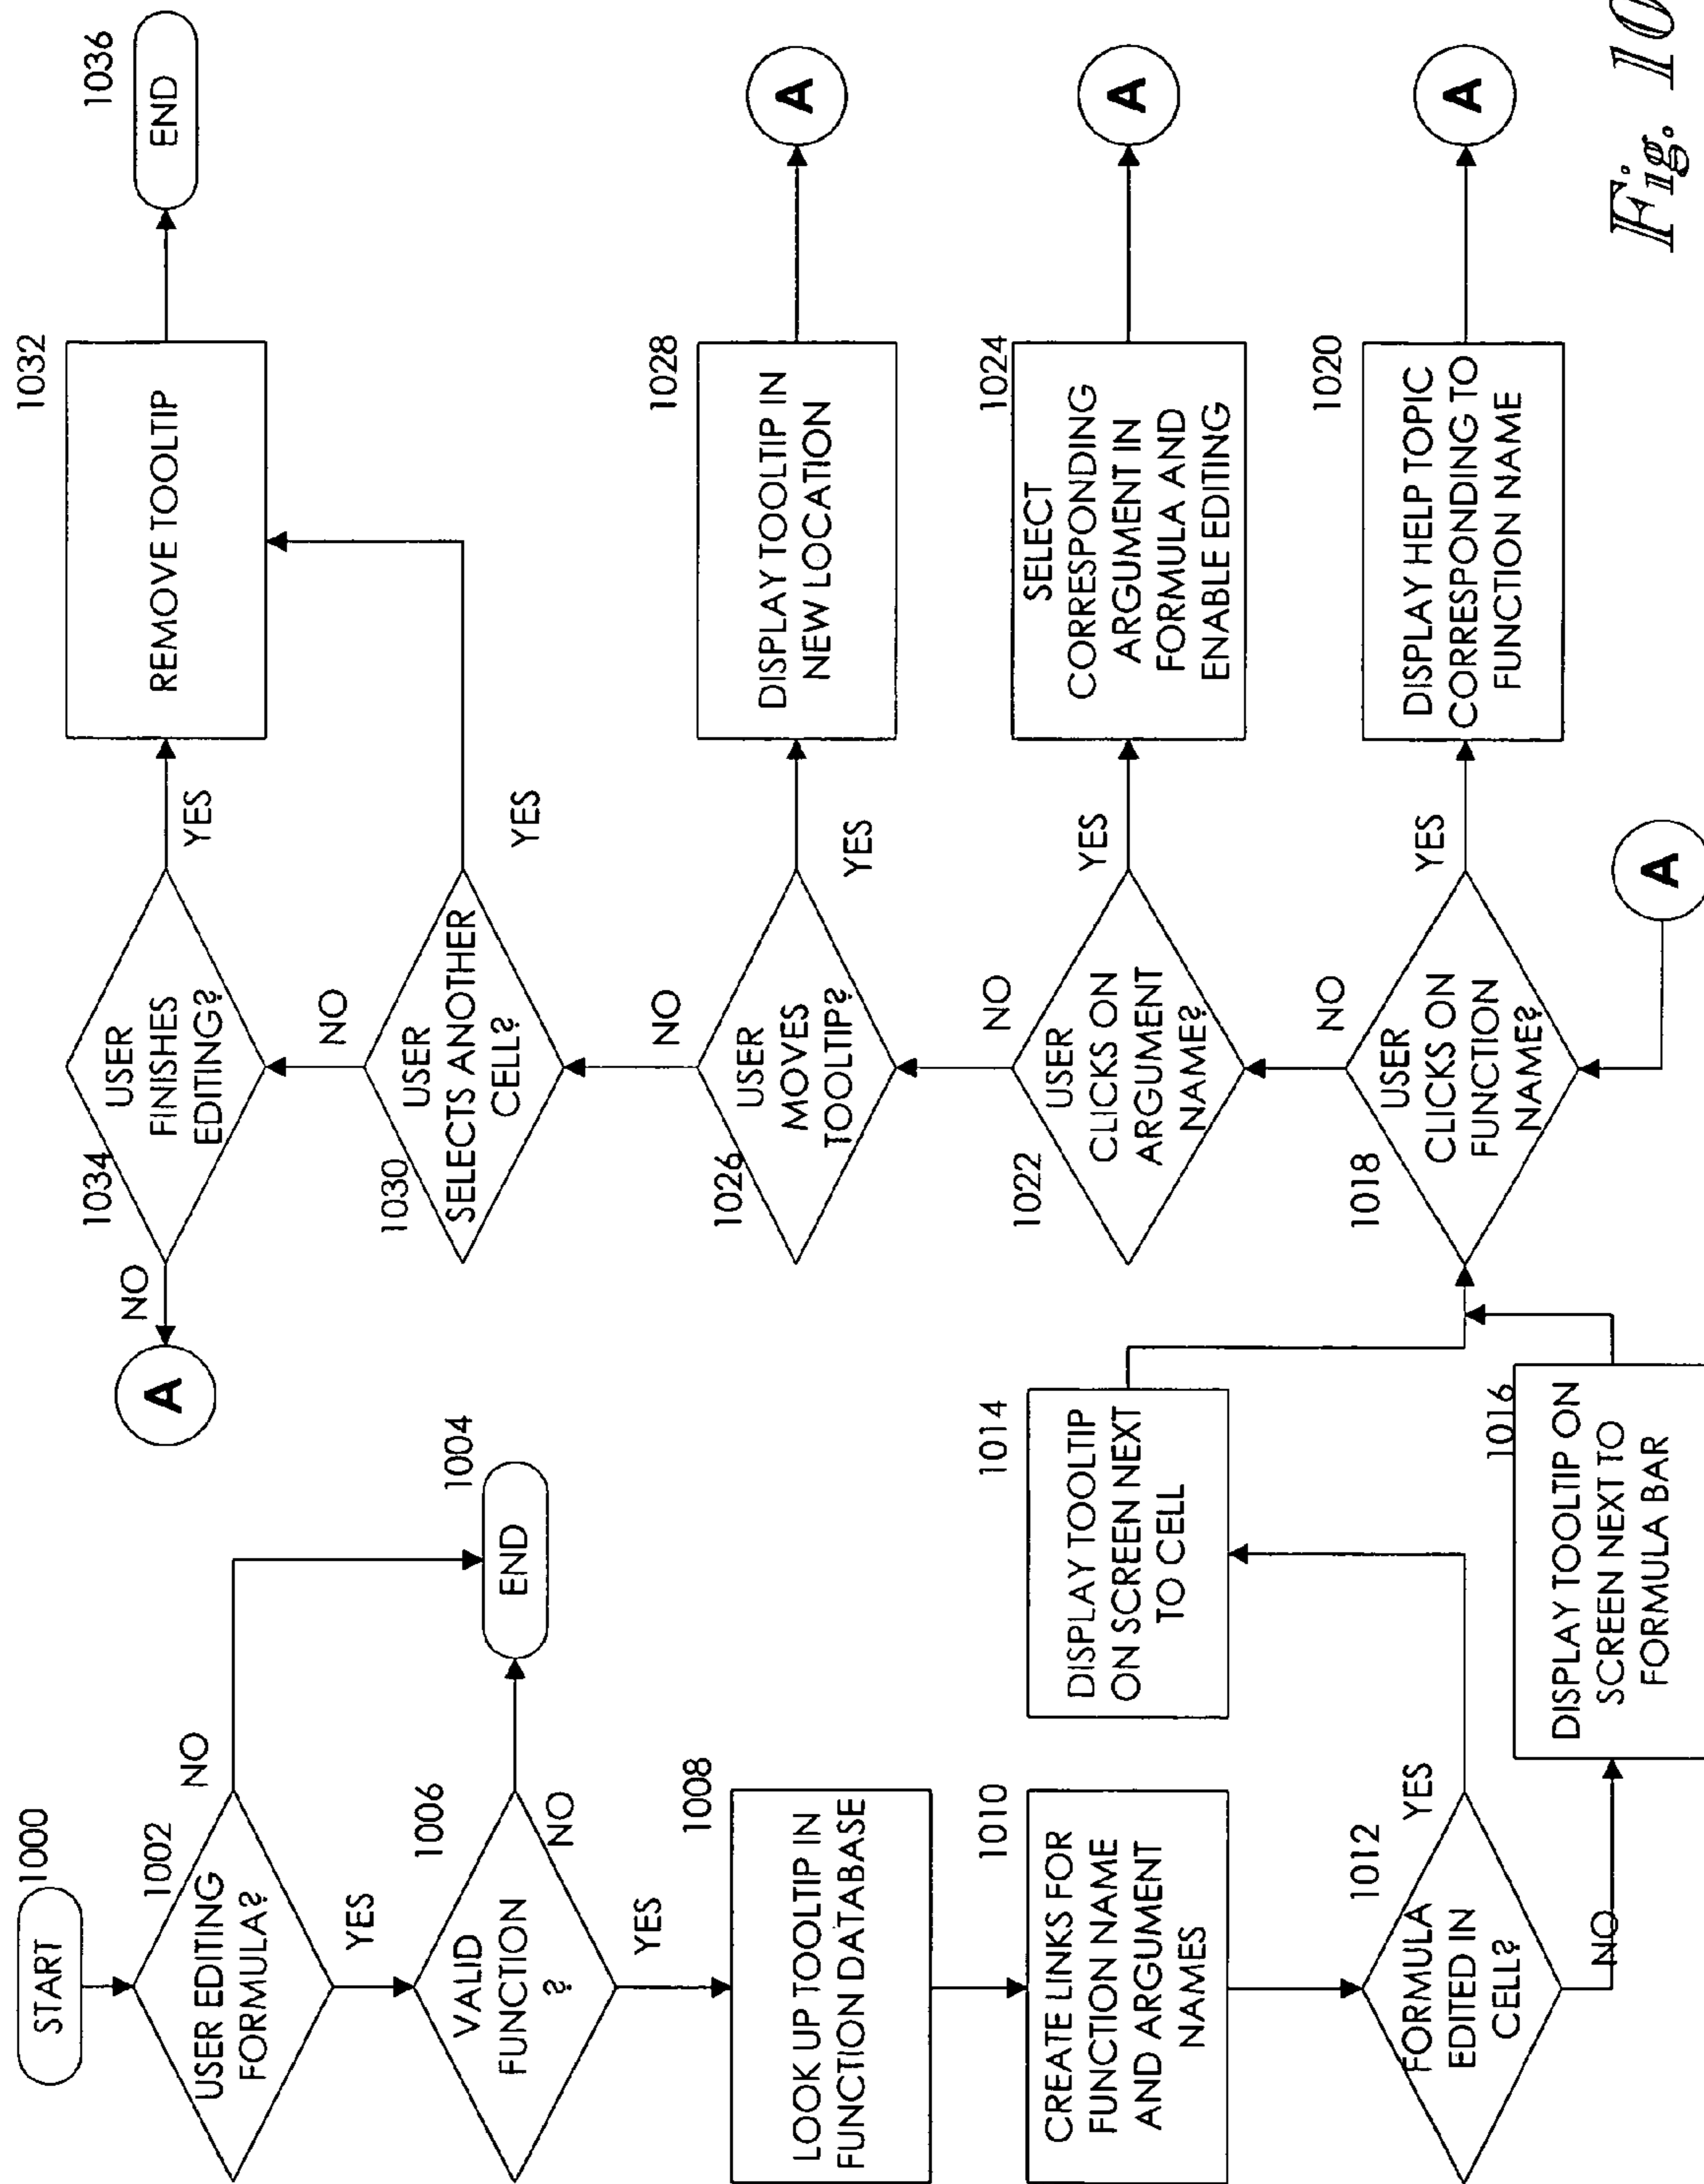 START
1000
USER EDITING
FORMULA?
1002
NO
YES
VALID
FUNCTION
?
1006
NO
YES
END
1004
LOOK UP TOOLTIP IN
FUNCTION DATABASE
1008
CREATE LINKS FOR
FUNCTION NAME
AND ARGUMENT
NAMES
1010
FORMULA
EDITED IN
CELL?
1012
YES
NO
DISPLAY TOOLTIP
ON SCREEN NEXT
TO CELL
1014
DISPLAY TOOLTIP ON
SCREEN NEXT TO
FORMULA BAR
1016
A
USER
CLICKS ON
FUNCTION
NAME?
1018
YES
NO
DISPLAY HELP TOPIC
CORRESPONDING TO
FUNCTION NAME
1020
A
USER
CLICKS ON
ARGUMENT
NAME?
1022
YES
NO
SELECT
CORRESPONDING
ARGUMENT IN
FORMULA AND
ENABLE EDITING
1024
A
USER
MOVES
TOOLTIP?
1026
YES
NO
DISPLAY TOOLTIP IN
NEW LOCATION
1028
A
USER
SELECTS ANOTHER
CELL?
1030
YES
NO
USER
FINISHES
EDITING?
1034
YES
NO
A
REMOVE TOOLTIP
1032
END
1036
Fig. 10